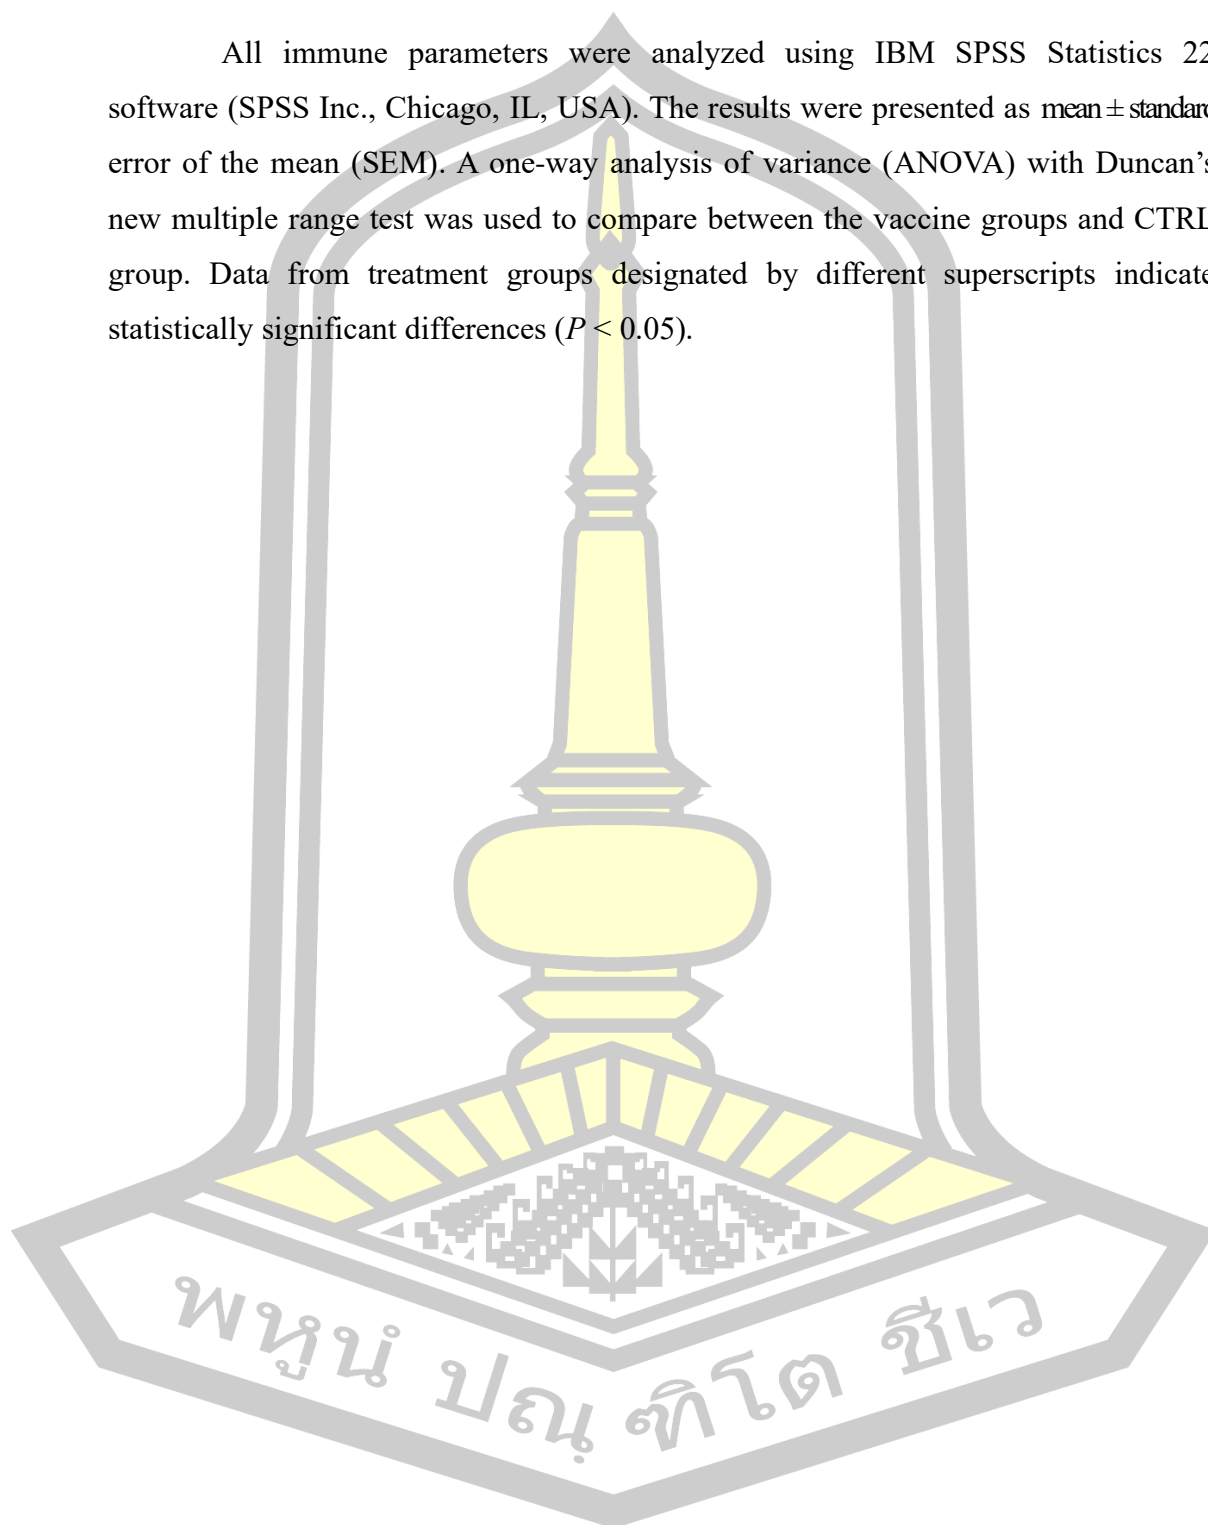 All immune parameters were analyzed using IBM SPSS Statistics 22
software (SPSS Inc., Chicago, IL, USA). The results were presented as mean ± standard
error of the mean (SEM). A one-way analysis of variance (ANOVA) with Duncan's
new multiple range test was used to compare between the vaccine groups and CTRL
group. Data from treatment groups designated by different superscripts indicate
statistically significant differences (P < 0.05).
พหูนํ ปณฺฑิโต ชีเว